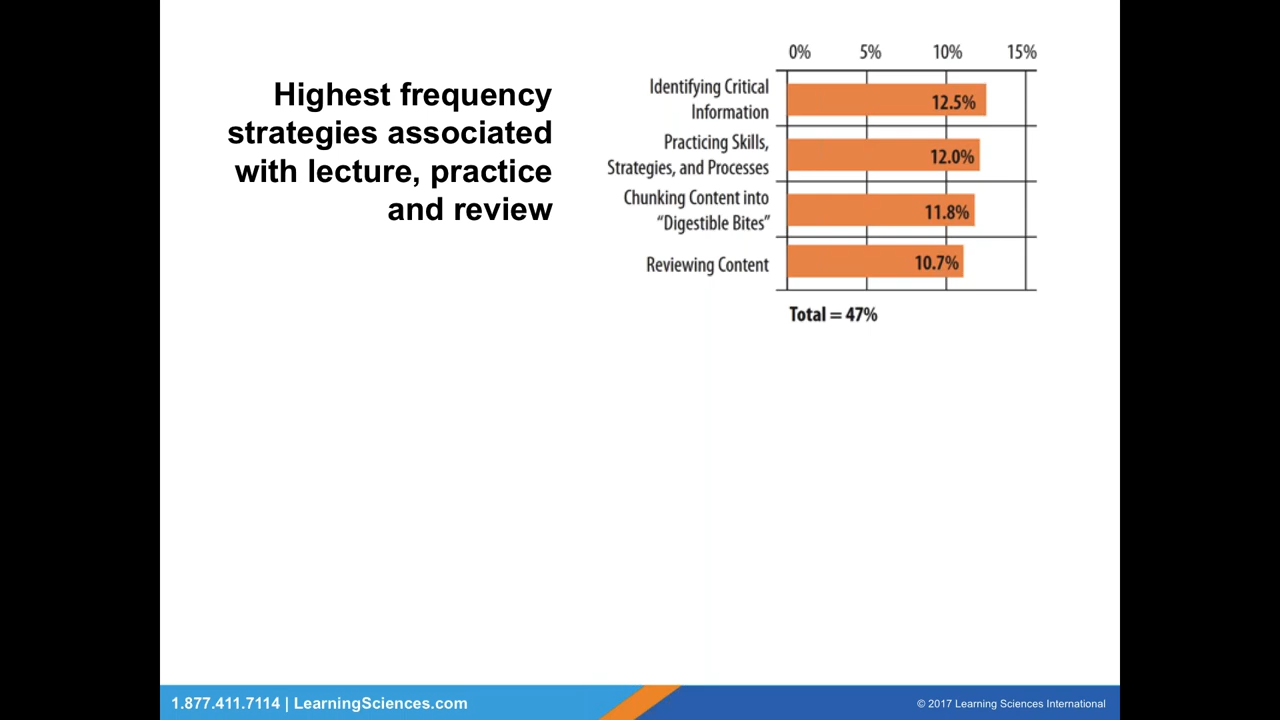 Highest frequency
strategies associated
with lecture, practice
and review
0% 5% 10% 15%
Identifying Critical
Information
12.5%
Practicing Skills,
Strategies, and Processes
12.0%
Chunking Content into
“Digestible Bites”
11.8%
Reviewing Content
10.7%
Total = 47%
1.877.411.7114 | LearningSciences.com
© 2017 Learning Sciences International